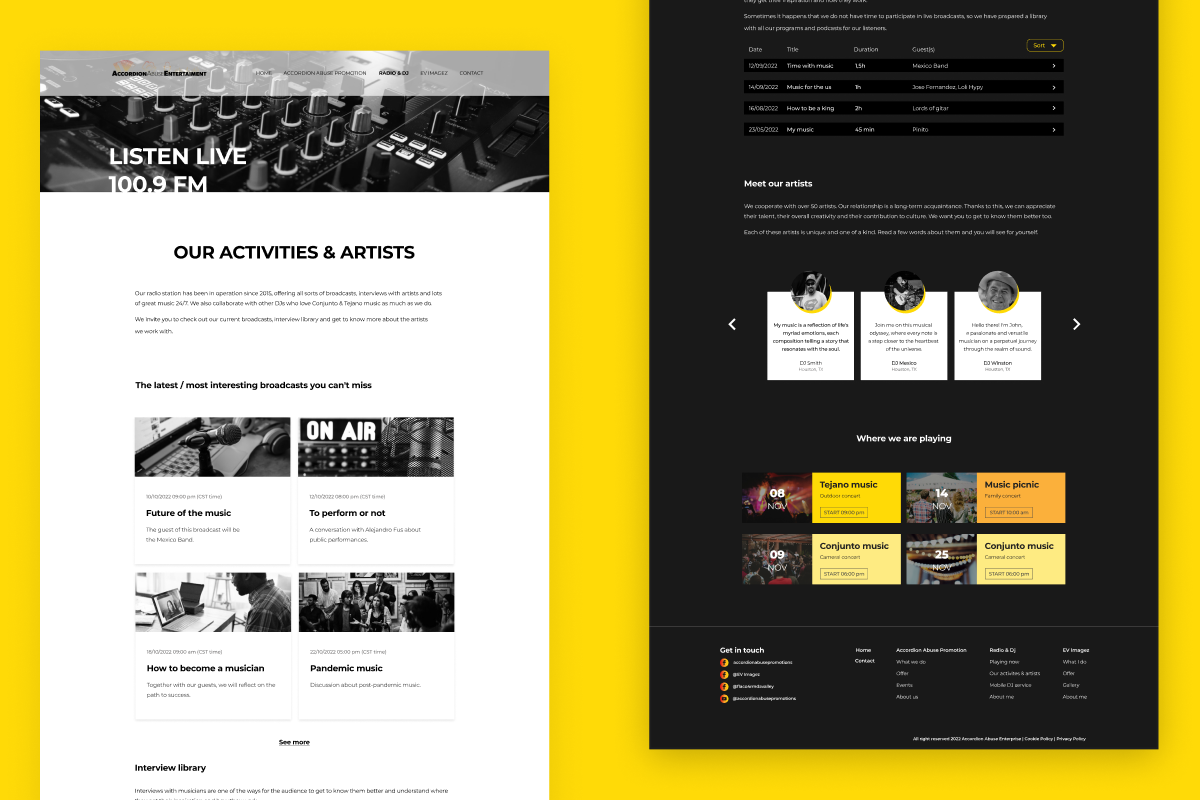 ACCORDIONABUSEENTERTAIMENT
HOME ACCORDION ABUSE PROMOTION RADIO & DJ EV IMAGEZ CONTACT
LISTEN LIVE
100.9 FM
OUR ACTIVITIES & ARTISTS
Our radio station has been in operation since 2015, offering all sorts of broadcasts, interviews with artists and lots
of great music 24/7. We also collaborate with other DJs who love Conjunto & Tejano music as much as we do.
We invite you to check out our current broadcasts, interview library and get to know more about the artists
we work with.
The latest / most interesting broadcasts you can't miss
ON AIR
10/10/2022 09:00 pm (CST time)
Future of the music
The guest of this broadcast will be
the Mexico Band.
12/10/2022 08:00 pm (CST time)
To perform or not
A conversation with Alejandro Fus about
public performances.
18/10/2022 09:00 am (CST time)
How to become a musician
Together with our guests, we will reflect on the
path to success.
22/10/2022 05:00 pm (CST time)
Pandemic music
Discussion about post-pandemic music.
See more
Interview library
Interviews with musicians are one of the ways for the audience to get to know them better and understand where
they get their inspiration and how they work.
Sometimes it happens that we do not have time to participate in live broadcasts, so we have prepared a library
with all our programs and podcasts for our listeners.
Sort
Date Title Duration Guest(s)
12/09/2022 Time with music 1.5h Mexico Band
14/09/2022 Music for the us 1h Jose Fernandez, Loli Hypy
16/08/2022 How to be a king 2h Lords of gitar
23/05/2022 My music 45 min Pinito
Meet our artists
We cooperate with over 50 artists. Our relationship is a long-term acquaintance. Thanks to this, we can appreciate
their talent, their overall creativity and their contribution to culture. We want you to get to know them better too.
Each of these artists is unique and one of a kind. Read a few words about them and you will see for yourself.
My music is a reflection of life's
myriad emotions, each
composition telling a story that
resonates with the soul.
DJ Smith
Houston, TX
Join me on this musical
odyssey, where every note is
a step closer to the heartbeat
of the universe.
DJ Mexico
Houston, TX
Hello there! I'm John,
a passionate and versatile
musician on a perpetual journey
through the realm of sound.
DJ Winston
Houston, TX
Where we are playing
08
NOV
Tejano music
Outdoor concert
START 09:00 pm
14
NOV
Music picnic
Family concert
START 10:00 am
09
NOV
Conjunto music
Carneval concert
START 06:00 pm
25
NOV
Conjunto music
Carneval concert
START 06:00 pm
Get in touch
accordionabusepromotions
@EV Images
@accordionabusepromotions
Home
Contact
Accordion Abuse Promotion
What we do
Offer
Events
About us
Radio & Dj
Playing now
Our activites & artists
Mobile DJ service
About me
EV Imagez
What I do
Offer
Gallery
About me
All right reserved 2022 Accordion Abuse Enterprise | Cookie Policy | Privacy Policy